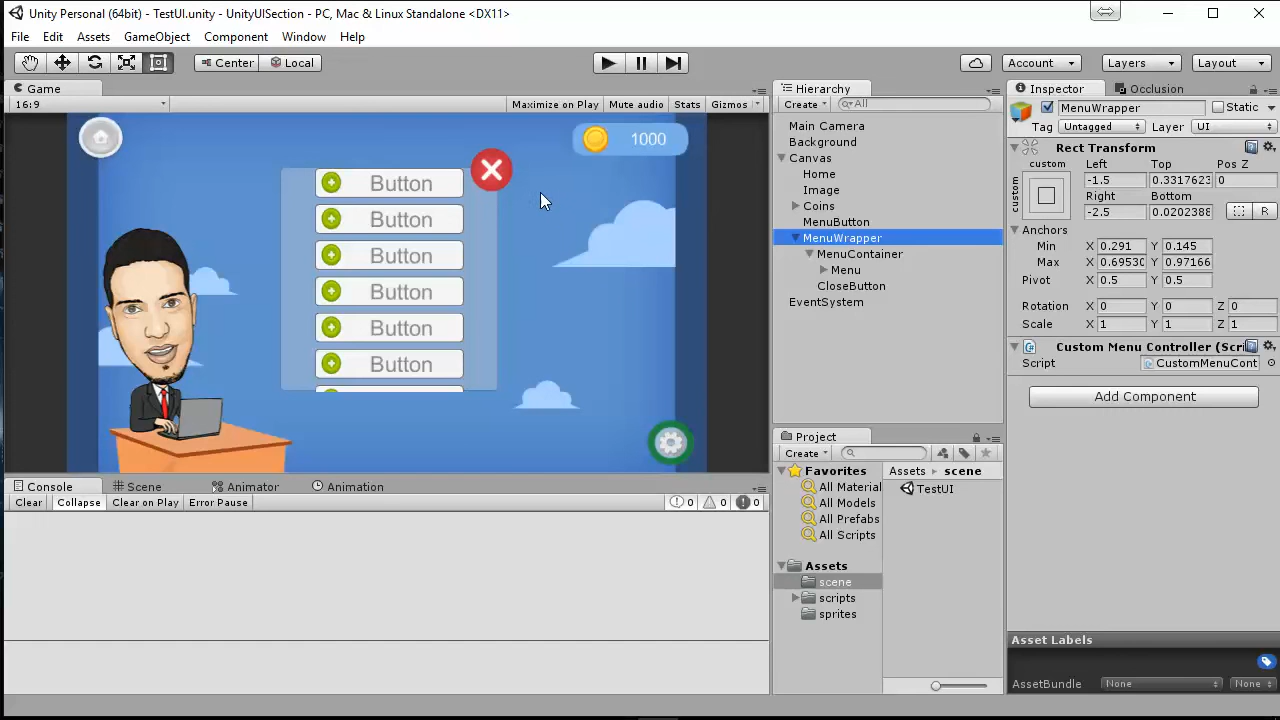 Unity Personal (64bit) - TestUI.unity - UnityUISection - PC, Mac & Linux Standalone <DX11>
File Edit Assets GameObject Component Window Help
Center Local Account Layers Layout
Game
16:9 Maximize on Play Mute audio Stats Gizmos
1000
Button
Button
Button
Button
Button
Button
Console Scene Animator Animation
Clear Collapse Clear on Play Error Pause 0 0 0
Hierarchy
Create All
Main Camera
Background
Canvas
Home
Image
Coins
MenuButton
MenuWrapper
MenuContainer
Menu
CloseButton
EventSystem
Project
Create
Favorites
All Material
All Models
All Prefabs
All Scripts
Assets
scene
scripts
sprites
Assets scene
TestUI
Inspector Occlusion
MenuWrapper Static
Tag Untagged Layer UI
Rect Transform
custom Left Top Pos Z
custom
-1.5 0.3317623 0
Right Bottom
-2.5 0.0202388 R
Anchors
Min X 0.291 Y 0.145
Max X 0.69530 Y 0.97166
Pivot X 0.5 Y 0.5
Rotation X 0 Y 0 Z 0
Scale X 1 Y 1 Z 1
Custom Menu Controller (Scri
Script CustomMenuCont
Add Component
Asset Labels
AssetBundle None None